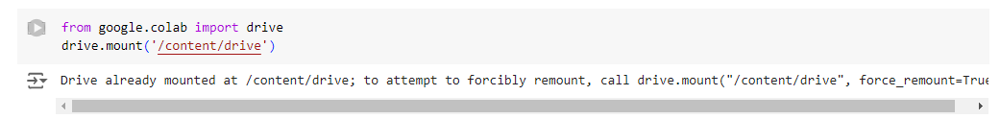 from google.colab import drive
drive.mount('/content/drive')
Drive already mounted at /content/drive; to attempt to forcibly remount, call drive.mount("/content/drive", force_remount=True